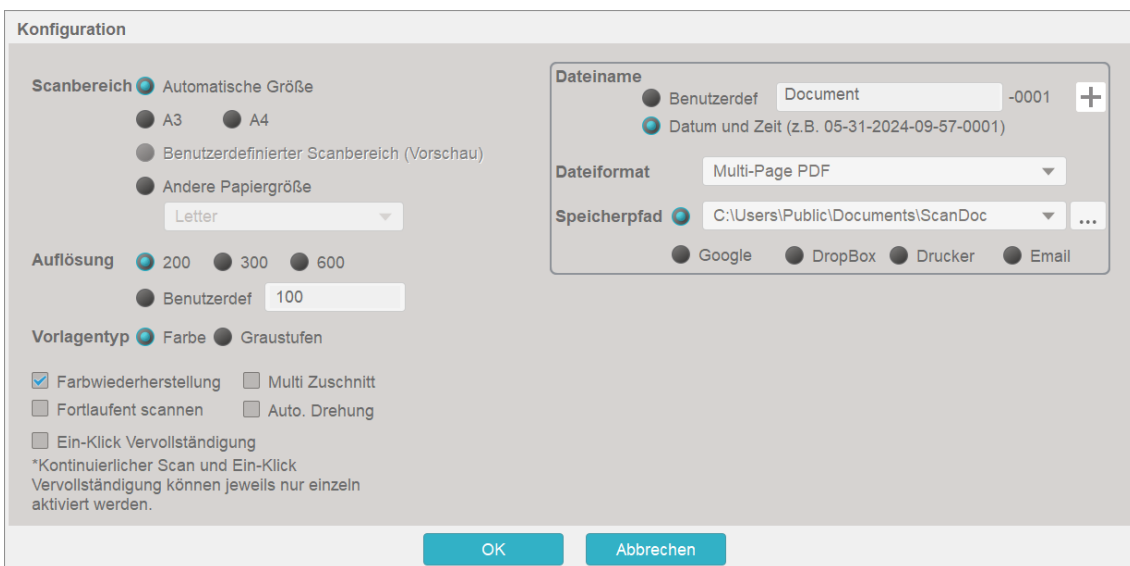 Konfiguration
Scanbereich Automatische Größe
A3 A4
Benutzerdefinierter Scanbereich (Vorschau)
Andere Papiergröße
Letter
Auflösung 200 300 600
Benutzerdef 100
Vorlagentyp Farbe Graustufen
Farbwiederherstellung Multi Zuschnitt
Fortlaufent scannen Auto. Drehung
Ein-Klick Vervollständigung
*Kontinuierlicher Scan und Ein-Klick
Vervollständigung können jeweils nur einzeln
aktiviert werden.
Dateiname
Benutzerdef Document -0001 +
Datum und Zeit (z.B. 05-31-2024-09-57-0001)
Dateiformat Multi-Page PDF
Speicherpfad C:\Users\Public\Documents\ScanDoc ...
Google DropBox Drucker Email
OK Abbrechen